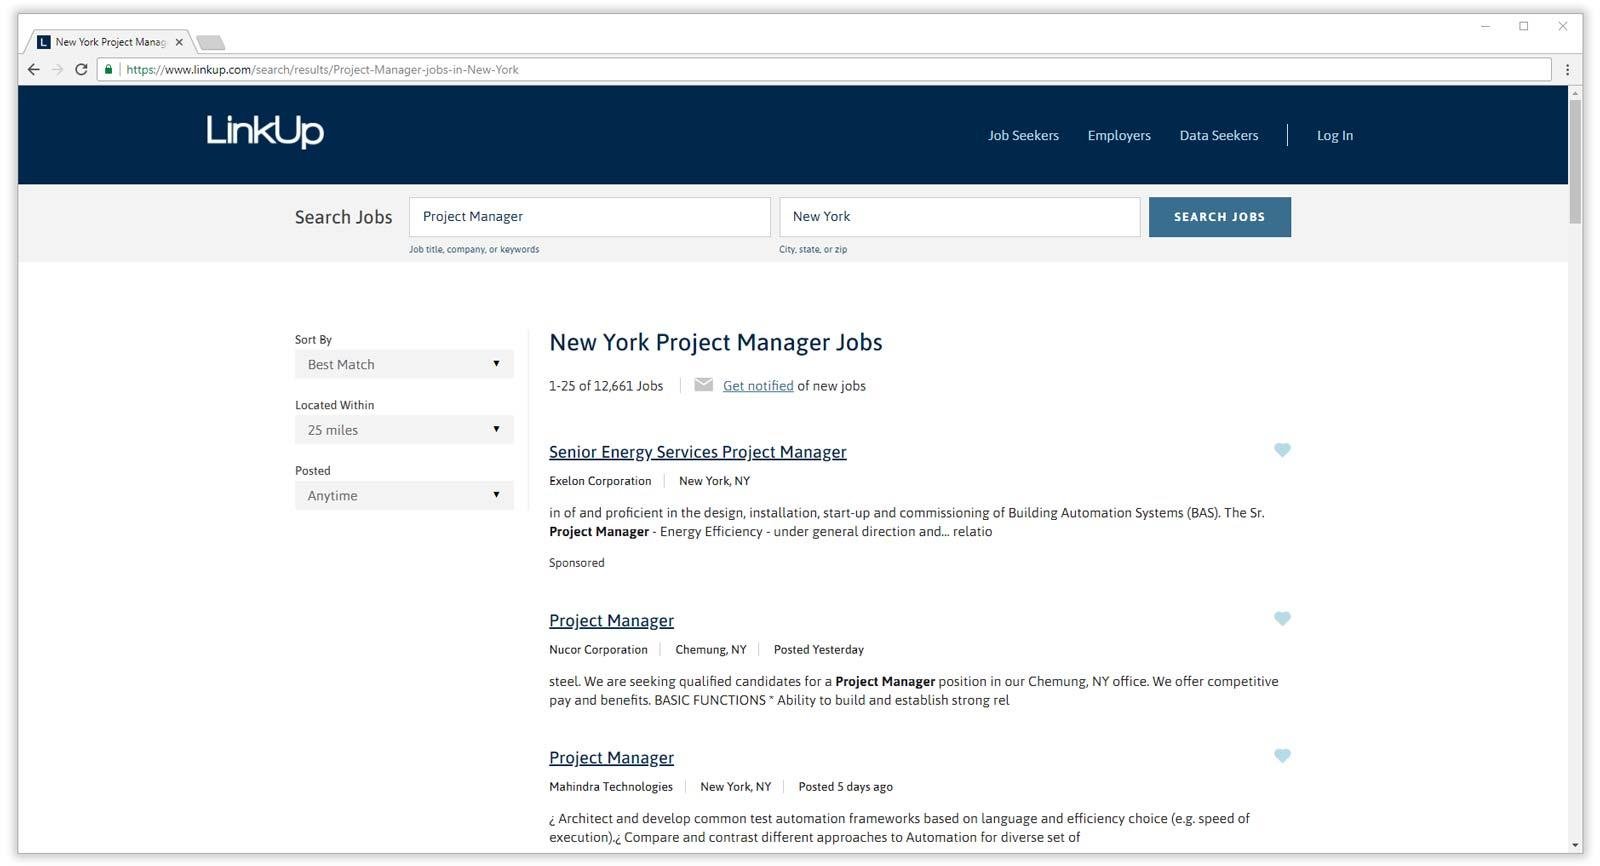 New York Project Manag
https://www.linkup.com/search/results/Project-Manager-jobs-in-New-York
LinkUp
Job Seekers Employers Data Seekers Log In
Search Jobs Project Manager New York SEARCH JOBS
Job title, company, or keywords City, state, or zip
Sort By
Best Match
Located Within
25 miles
Posted
Anytime
New York Project Manager Jobs
1-25 of 12,661 Jobs Get notified of new jobs
Senior Energy Services Project Manager
Exelon Corporation New York, NY
in of and proficient in the design, installation, start-up and commissioning of Building Automation Systems (BAS). The Sr.
Project Manager - Energy Efficiency - under general direction and... relatio
Sponsored
Project Manager
Nucor Corporation Chemung, NY Posted Yesterday
steel. We are seeking qualified candidates for a Project Manager position in our Chemung, NY office. We offer competitive
pay and benefits. BASIC FUNCTIONS * Ability to build and establish strong rel
Project Manager
Mahindra Technologies New York, NY Posted 5 days ago
¿ Architect and develop common test automation frameworks based on language and efficiency choice (e.g. speed of
execution).¿ Compare and contrast different approaches to Automation for diverse set of